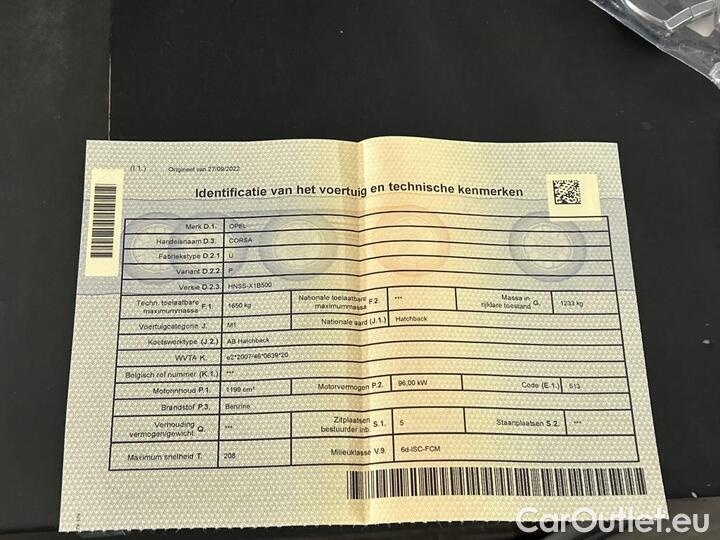 (I.1.) Origineel van 27/09/2022
Identificatie van het voertuig en technische kenmerken
Merk D.1. OPEL
Handelsnaam D.3. CORSA
Fabriekstype D.2.1 U
Variant D.2.2. P
Versie D.2.3. HNSS-X1B500
Techn. toelaatbare maximummassa F.1. 1650 kg Nationale toelaatbare maximummassa F.2. *** Massa in rijklare toestand G. 1233 kg
Voertuigcategorie J. M1 Nationale aard (J.1.) Hatchback
Koetswerktype (J.2.) AB Hatchback
WVTA K. e2*2007/46*0639*20
Belgisch ref nummer (K.1.) ***
Motorinhoud P.1. 1199 cm³ Motorvermogen P.2. 96,00 kW Code (E.1.) 513
Brandstof P.3. Benzine
Verhouding vermogen/gewicht Q. *** Zitplaatsen bestuurder inb. S.1. 5 Staanplaatsen S.2. ***
Maximum snelheid T. 208 Milieuklasse V.9. 6d-ISC-FCM
CarOutlet.eu